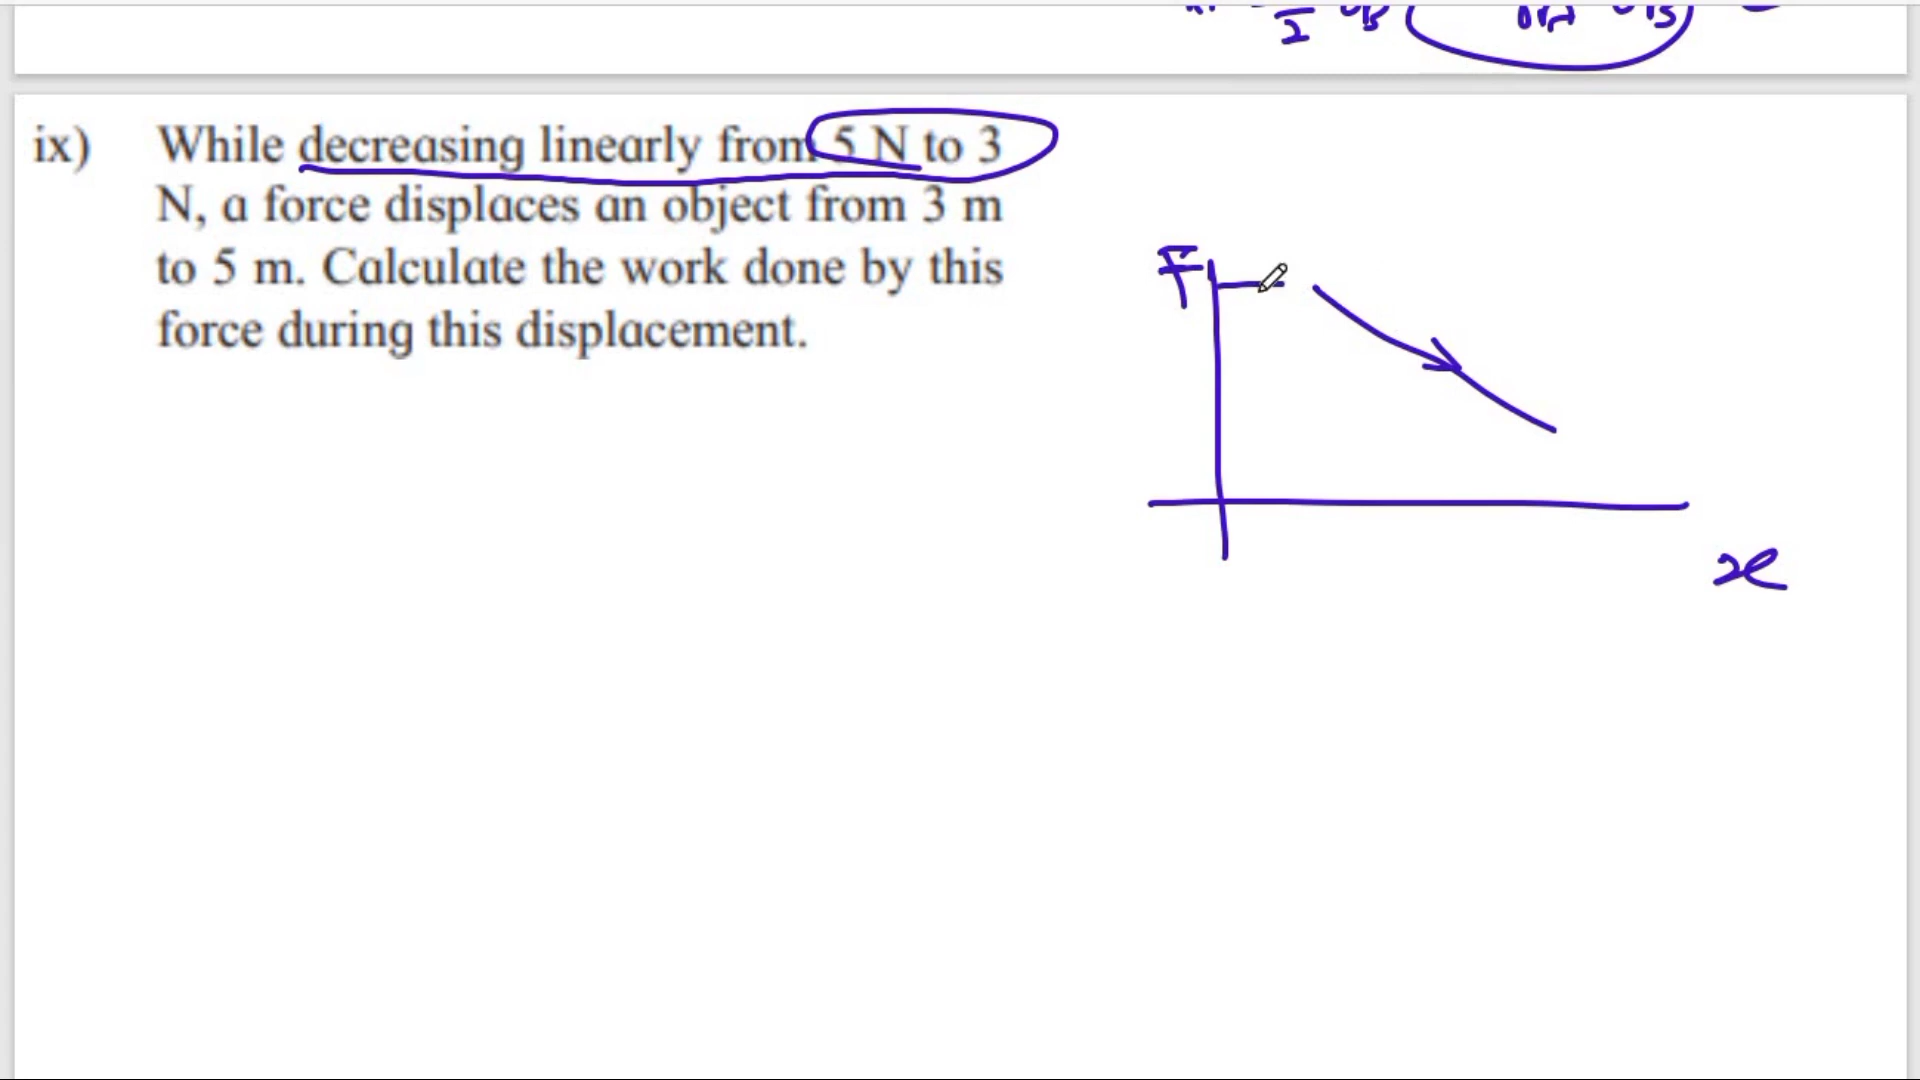 2
ix) While decreasing linearly from 5 N to 3
N, a force displaces an object from 3 m
to 5 m. Calculate the work done by this
force during this displacement.
F
x